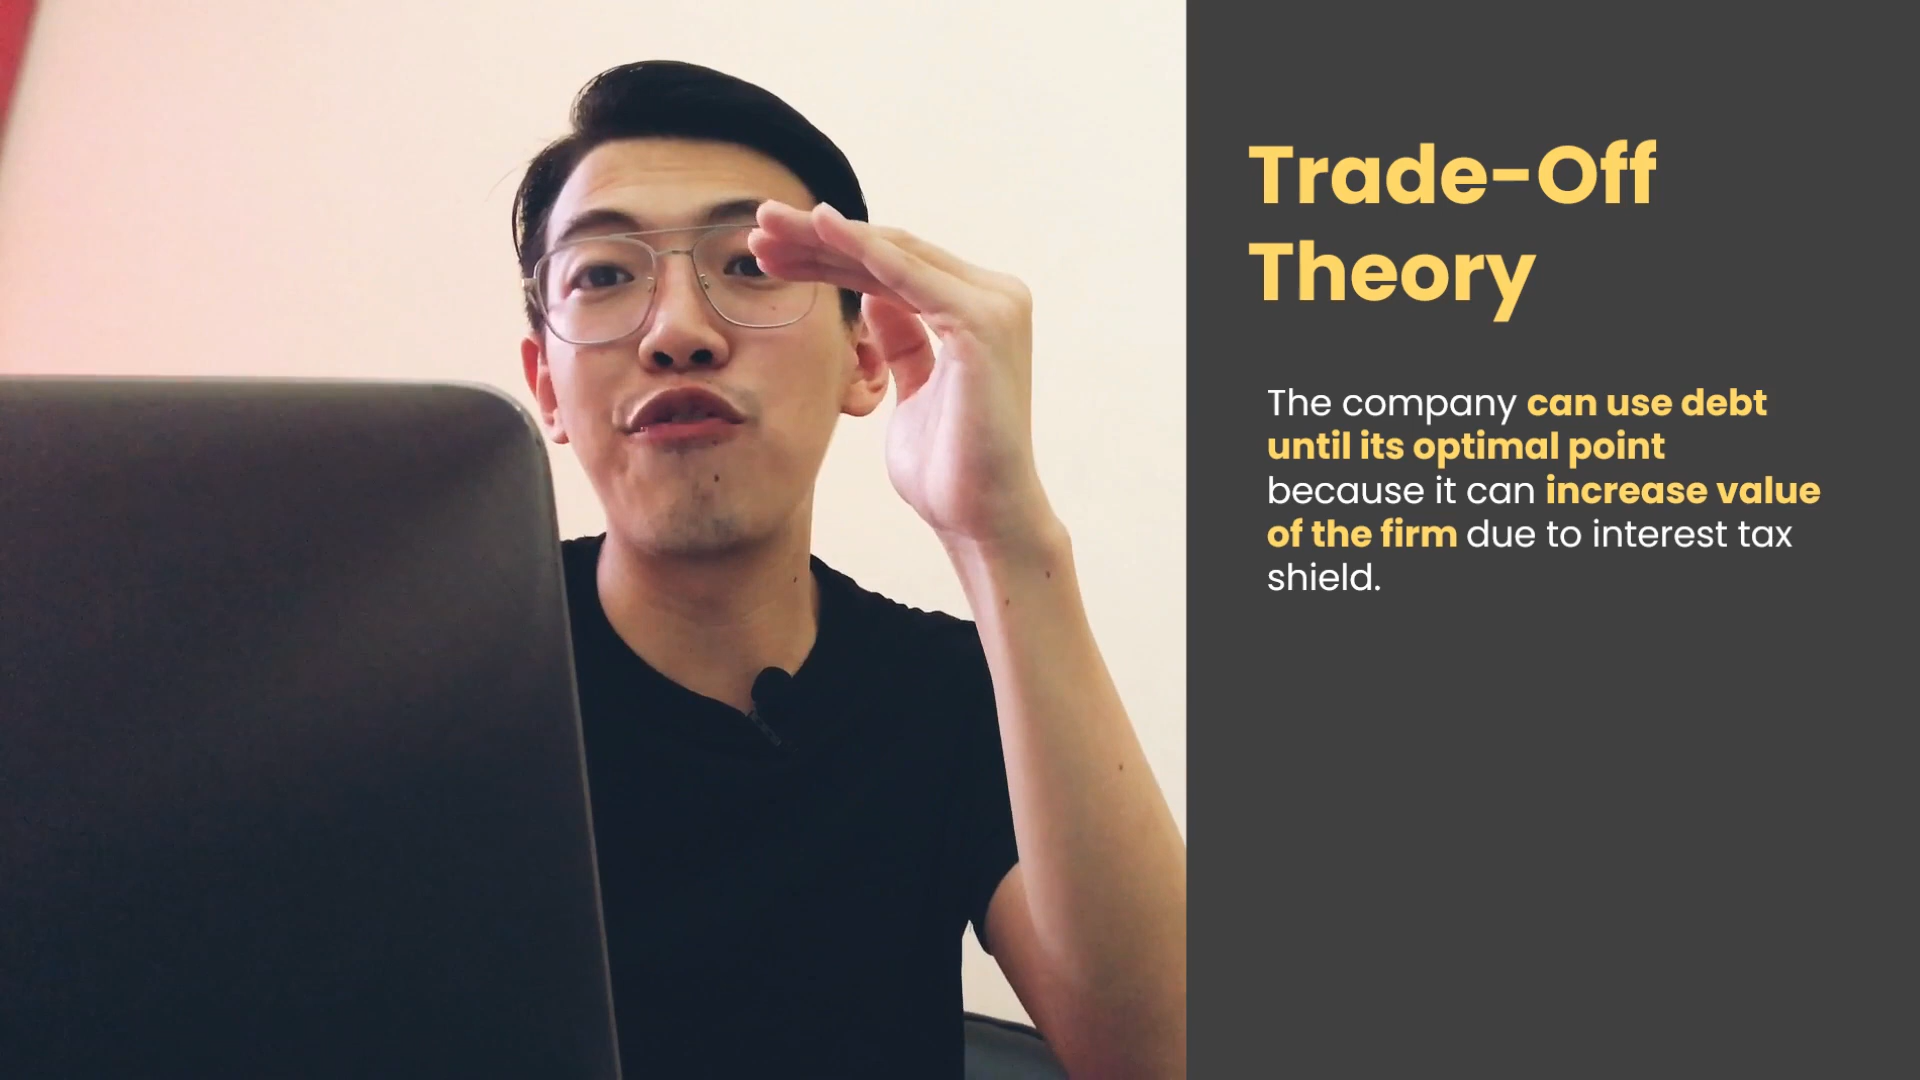 Trade-Off
Theory
The company can use debt
until its optimal point
because it can increase value
of the firm due to interest tax
shield.